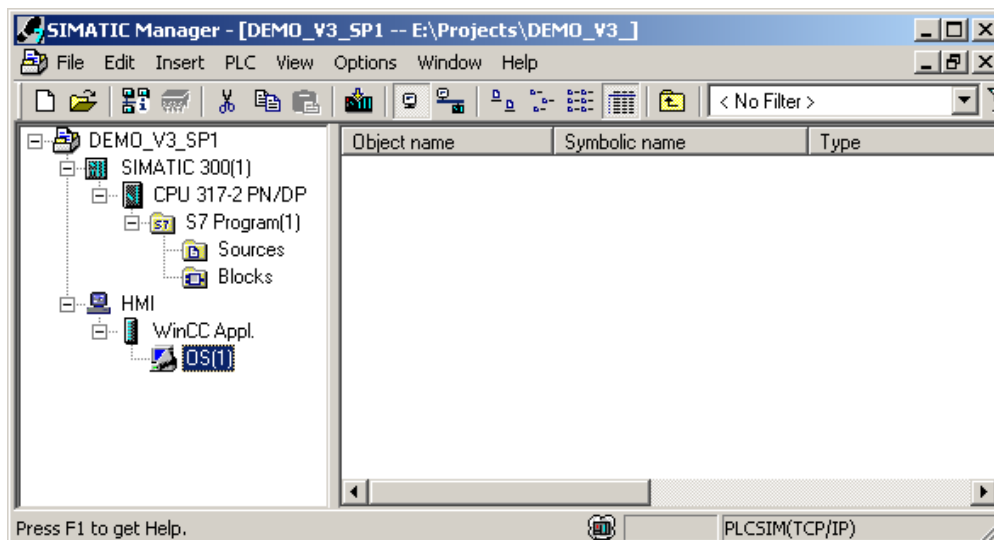 SIMATIC Manager - [DEMO_V3_SP1 -- E:\Projects\DEMO_V3_]
File Edit Insert PLC View Options Window Help
< No Filter >
DEMO_V3_SP1
SIMATIC 300(1)
CPU 317-2 PN/DP
S7 Program(1)
Sources
Blocks
HMI
WinCC Appl.
OS(1)
Object name Symbolic name Type
Press F1 to get Help. PLCSIM(TCP/IP)